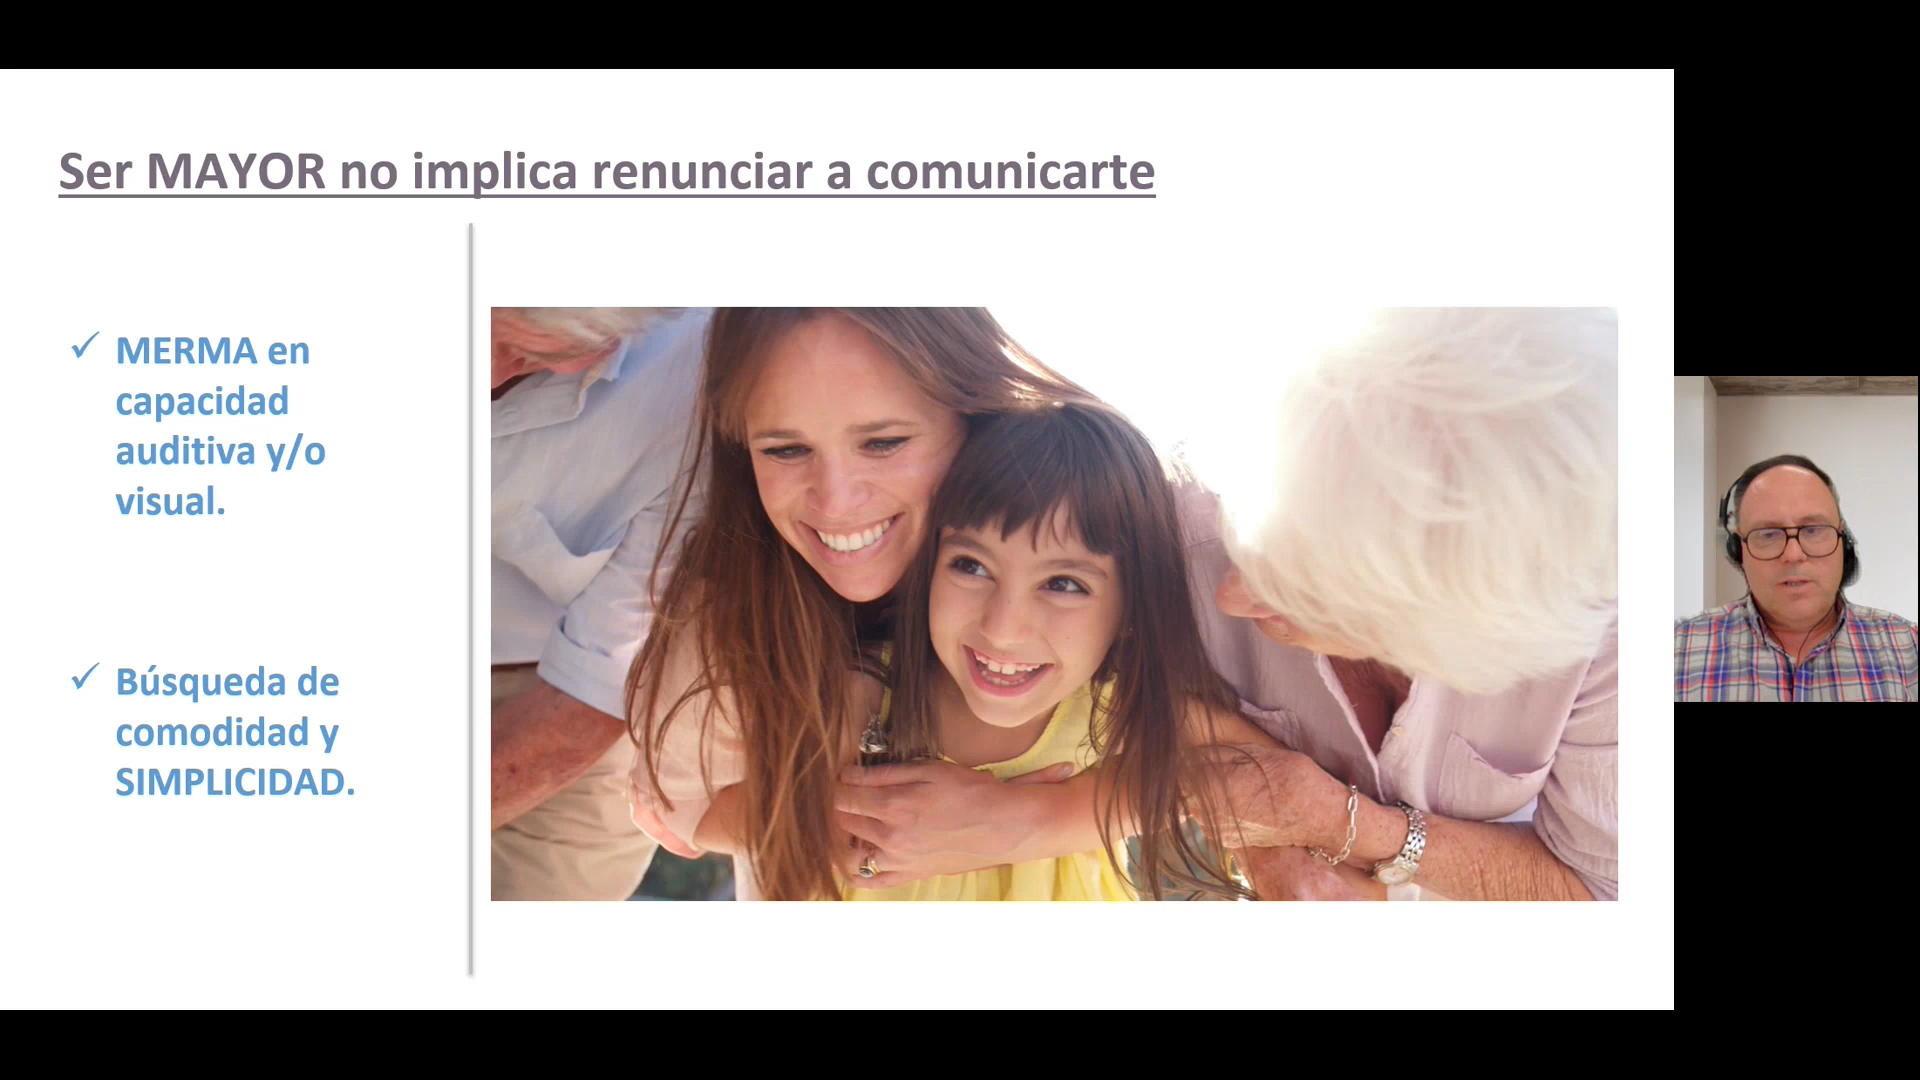 Ser MAYOR no implica renunciar a comunicarte
✓ MERMA en
capacidad
auditiva y/o
visual.
✓ Búsqueda de
comodidad y
SIMPLICIDAD.